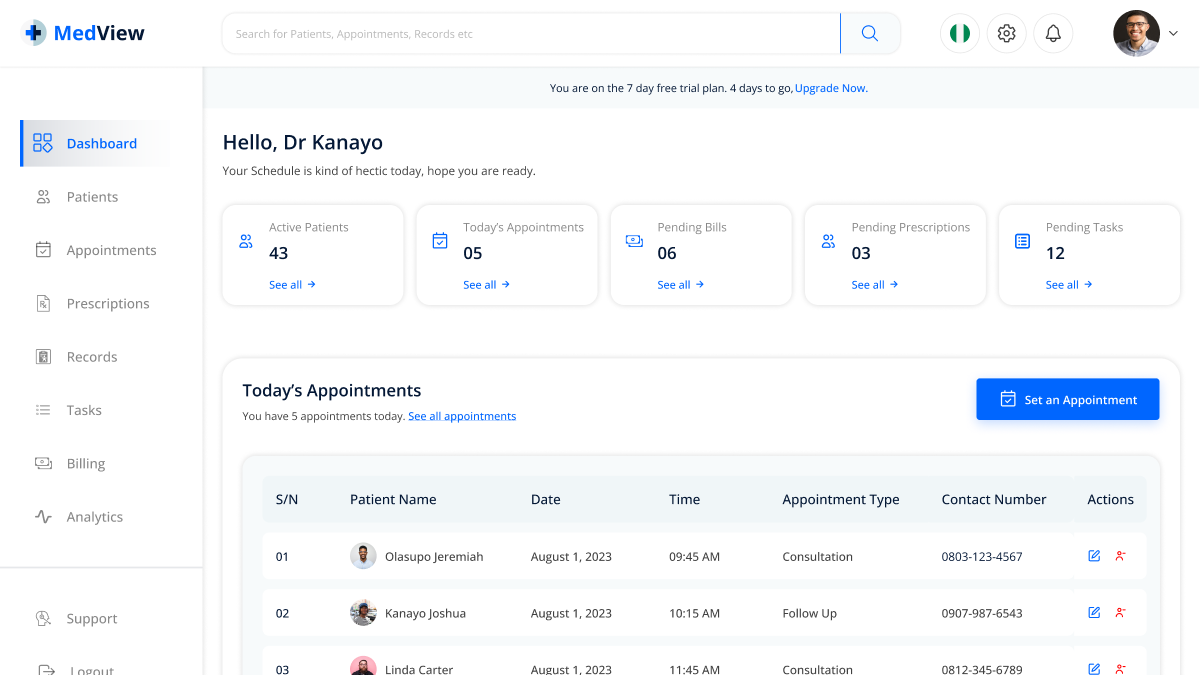 MedView
Search for Patients, Appointments, Records etc
You are on the 7 day free trial plan. 4 days to go, Upgrade Now.
Dashboard
Patients
Appointments
Prescriptions
Records
Tasks
Billing
Analytics
Support
Logout
Hello, Dr Kanayo
Your Schedule is kind of hectic today, hope you are ready.
Active Patients
43
See all
Today's Appointments
05
See all
Pending Bills
06
See all
Pending Prescriptions
03
See all
Pending Tasks
12
See all
Today’s Appointments
You have 5 appointments today. See all appointments
Set an Appointment
S/N Patient Name Date Time Appointment Type Contact Number Actions
01 Olasupo Jeremiah August 1, 2023 09:45 AM Consultation 0803-123-4567
02 Kanayo Joshua August 1, 2023 10:15 AM Follow Up 0907-987-6543
03 Linda Carter August 1, 2023 11:45 AM Consultation 0812-345-6789